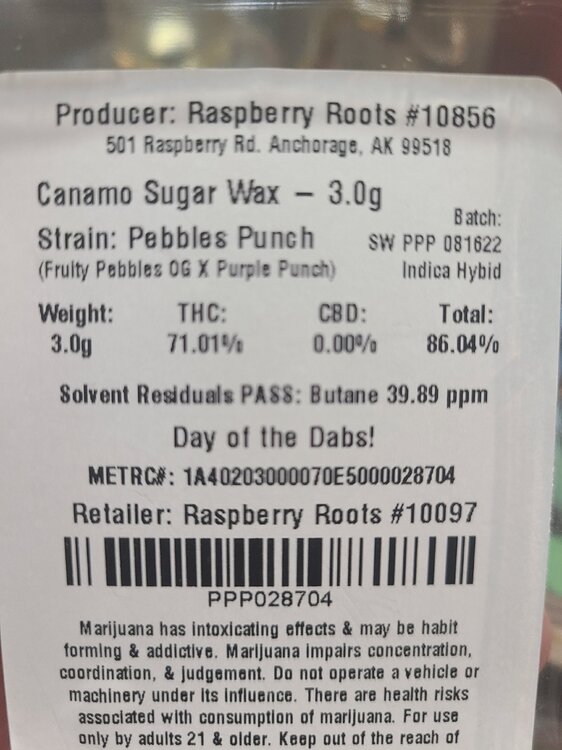 Producer: Raspberry Roots #10856
501 Raspberry Rd. Anchorage, AK 99518
Canamo Sugar Wax – 3.0g
Batch:
Strain: Pebbles Punch SW PPP 081622
(Fruity Pebbles OG X Purple Punch) Indica Hybid
Weight: THC: CBD: Total:
3.0g 71.01% 0.00% 86.04%
Solvent Residuals PASS: Butane 39.89 ppm
Day of the Dabs!
METRC#: 1A40203000070E5000028704
Retailer: Raspberry Roots #10097
PPP028704
Marijuana has intoxicating effects & may be habit
forming & addictive. Marijuana impairs concentration,
coordination, & judgement. Do not operate a vehicle or
machinery under its influence. There are health risks
associated with consumption of marijuana. For use
only by adults 21 & older. Keep out of the reach of